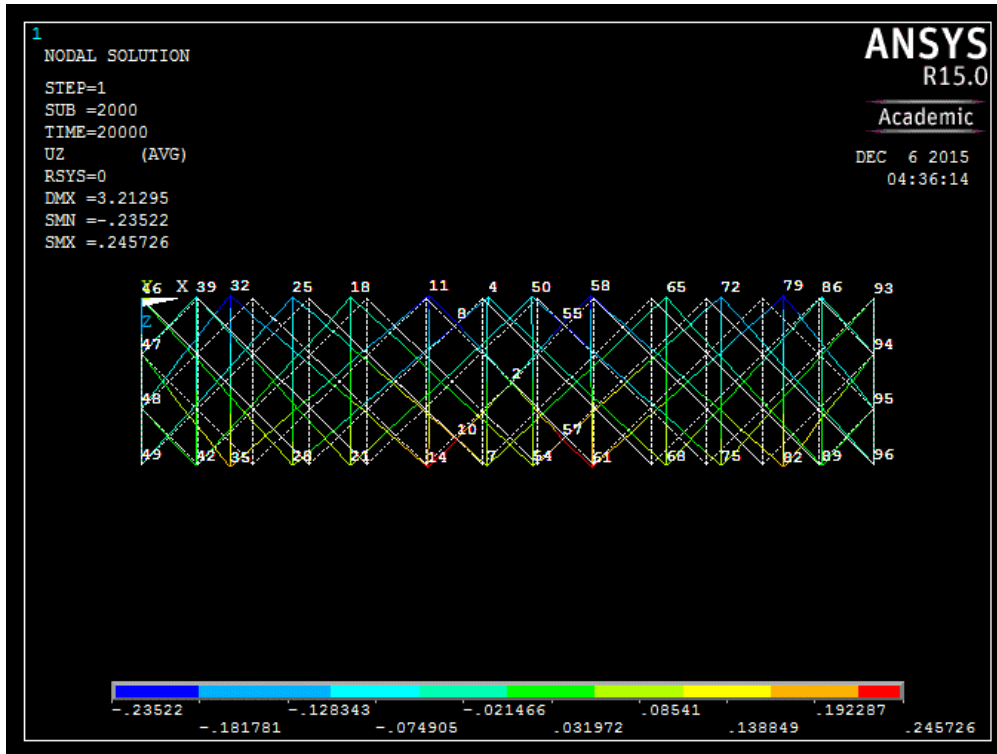 1
NODAL SOLUTION
STEP=1
SUB =2000
TIME=20000
UZ (AVG)
RSYS=0
DMX =3.21295
SMN =-.23522
SMX =.245726
ANSYS
R15.0
Academic
DEC 6 2015
04:36:14
46 X 39 32 25 18 11 4 50 58 65 72 79 86 93
Z 8 55
47 94
2
48 95
10 57
49 42 35 28 21 14 7 54 61 68 75 82 89 96
-.23522 -.128343 -.021466 .08541 .192287
-.181781 -.074905 .031972 .138849 .245726